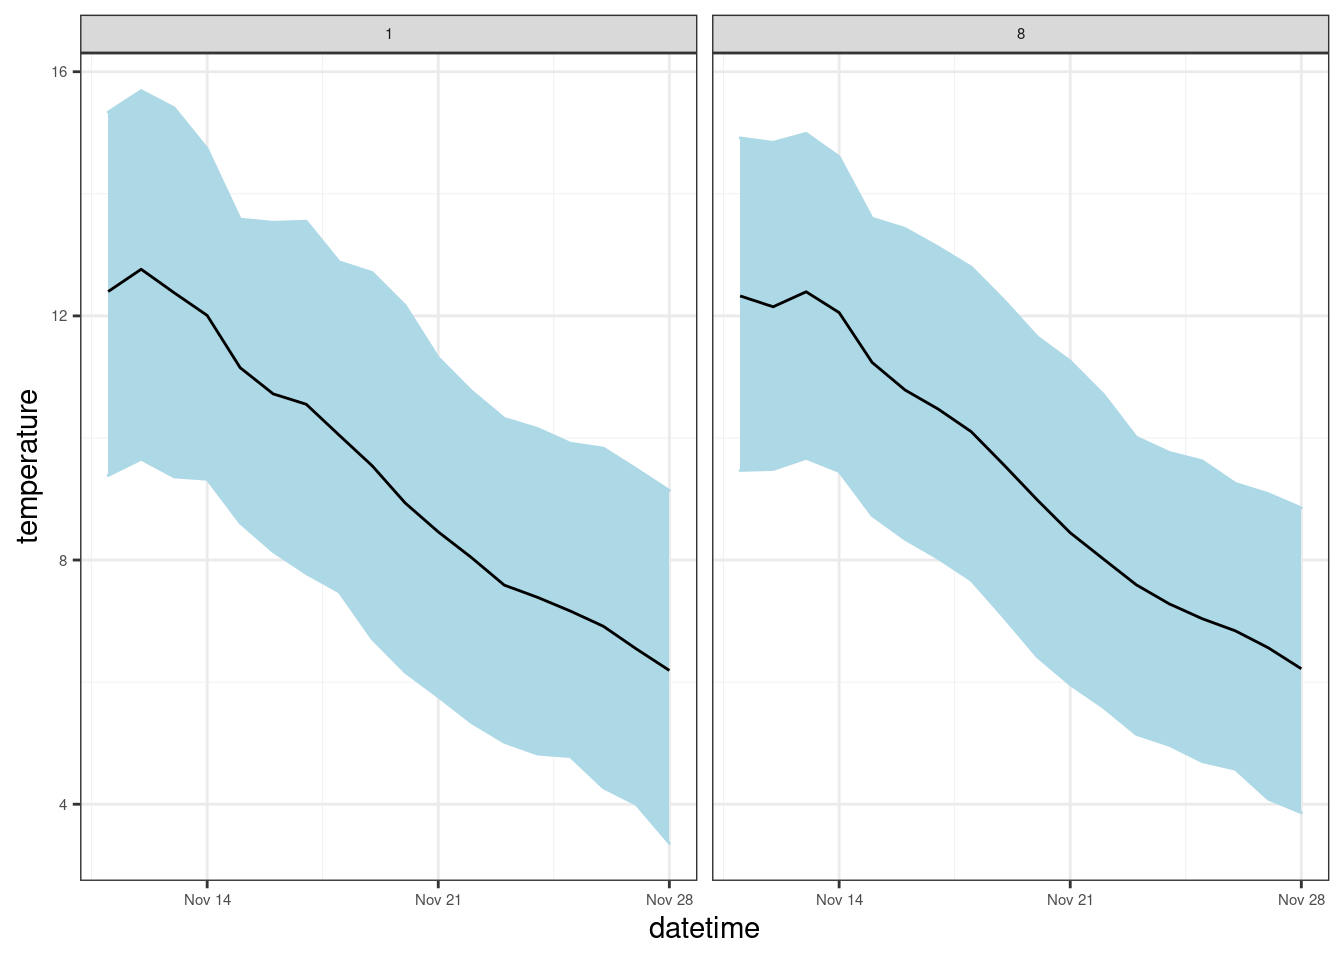 1
8
16
12
8
4
temperature
Nov 14
Nov 21
Nov 28
Nov 14
Nov 21
Nov 28
datetime